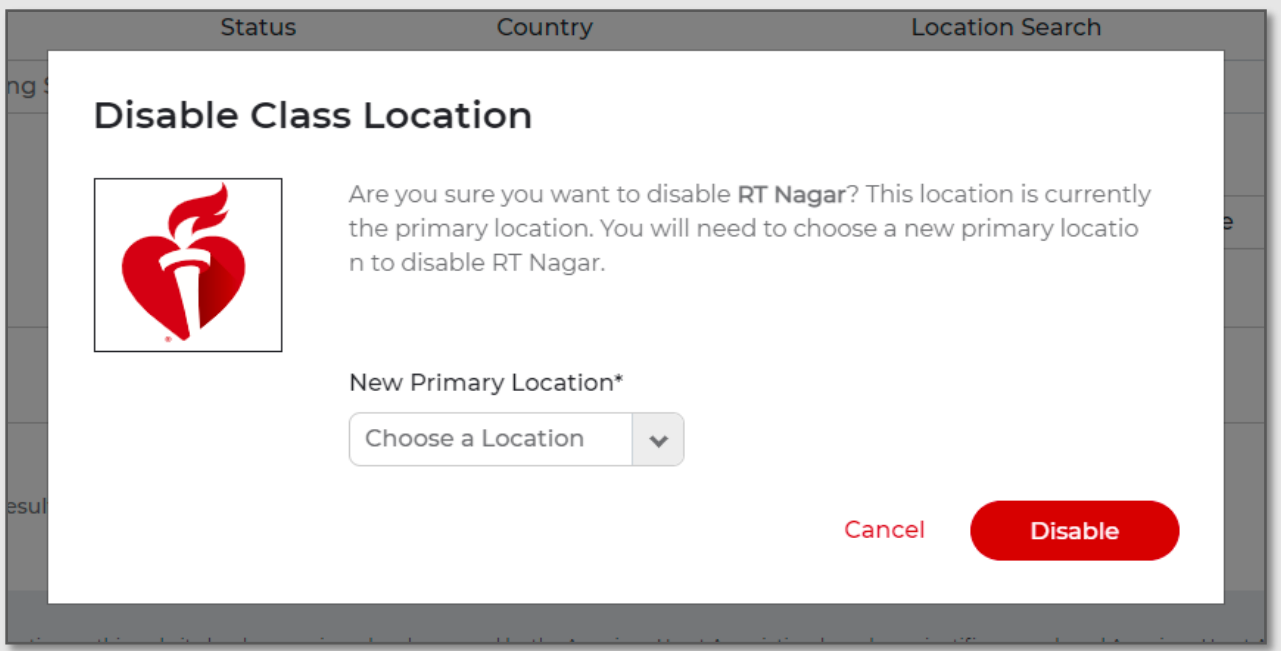 Status Country Location Search
ng
Disable Class Location
Are you sure you want to disable RT Nagar? This location is currently
the primary location. You will need to choose a new primary locatio
n to disable RT Nagar.
New Primary Location*
Choose a Location
esul
Cancel Disable